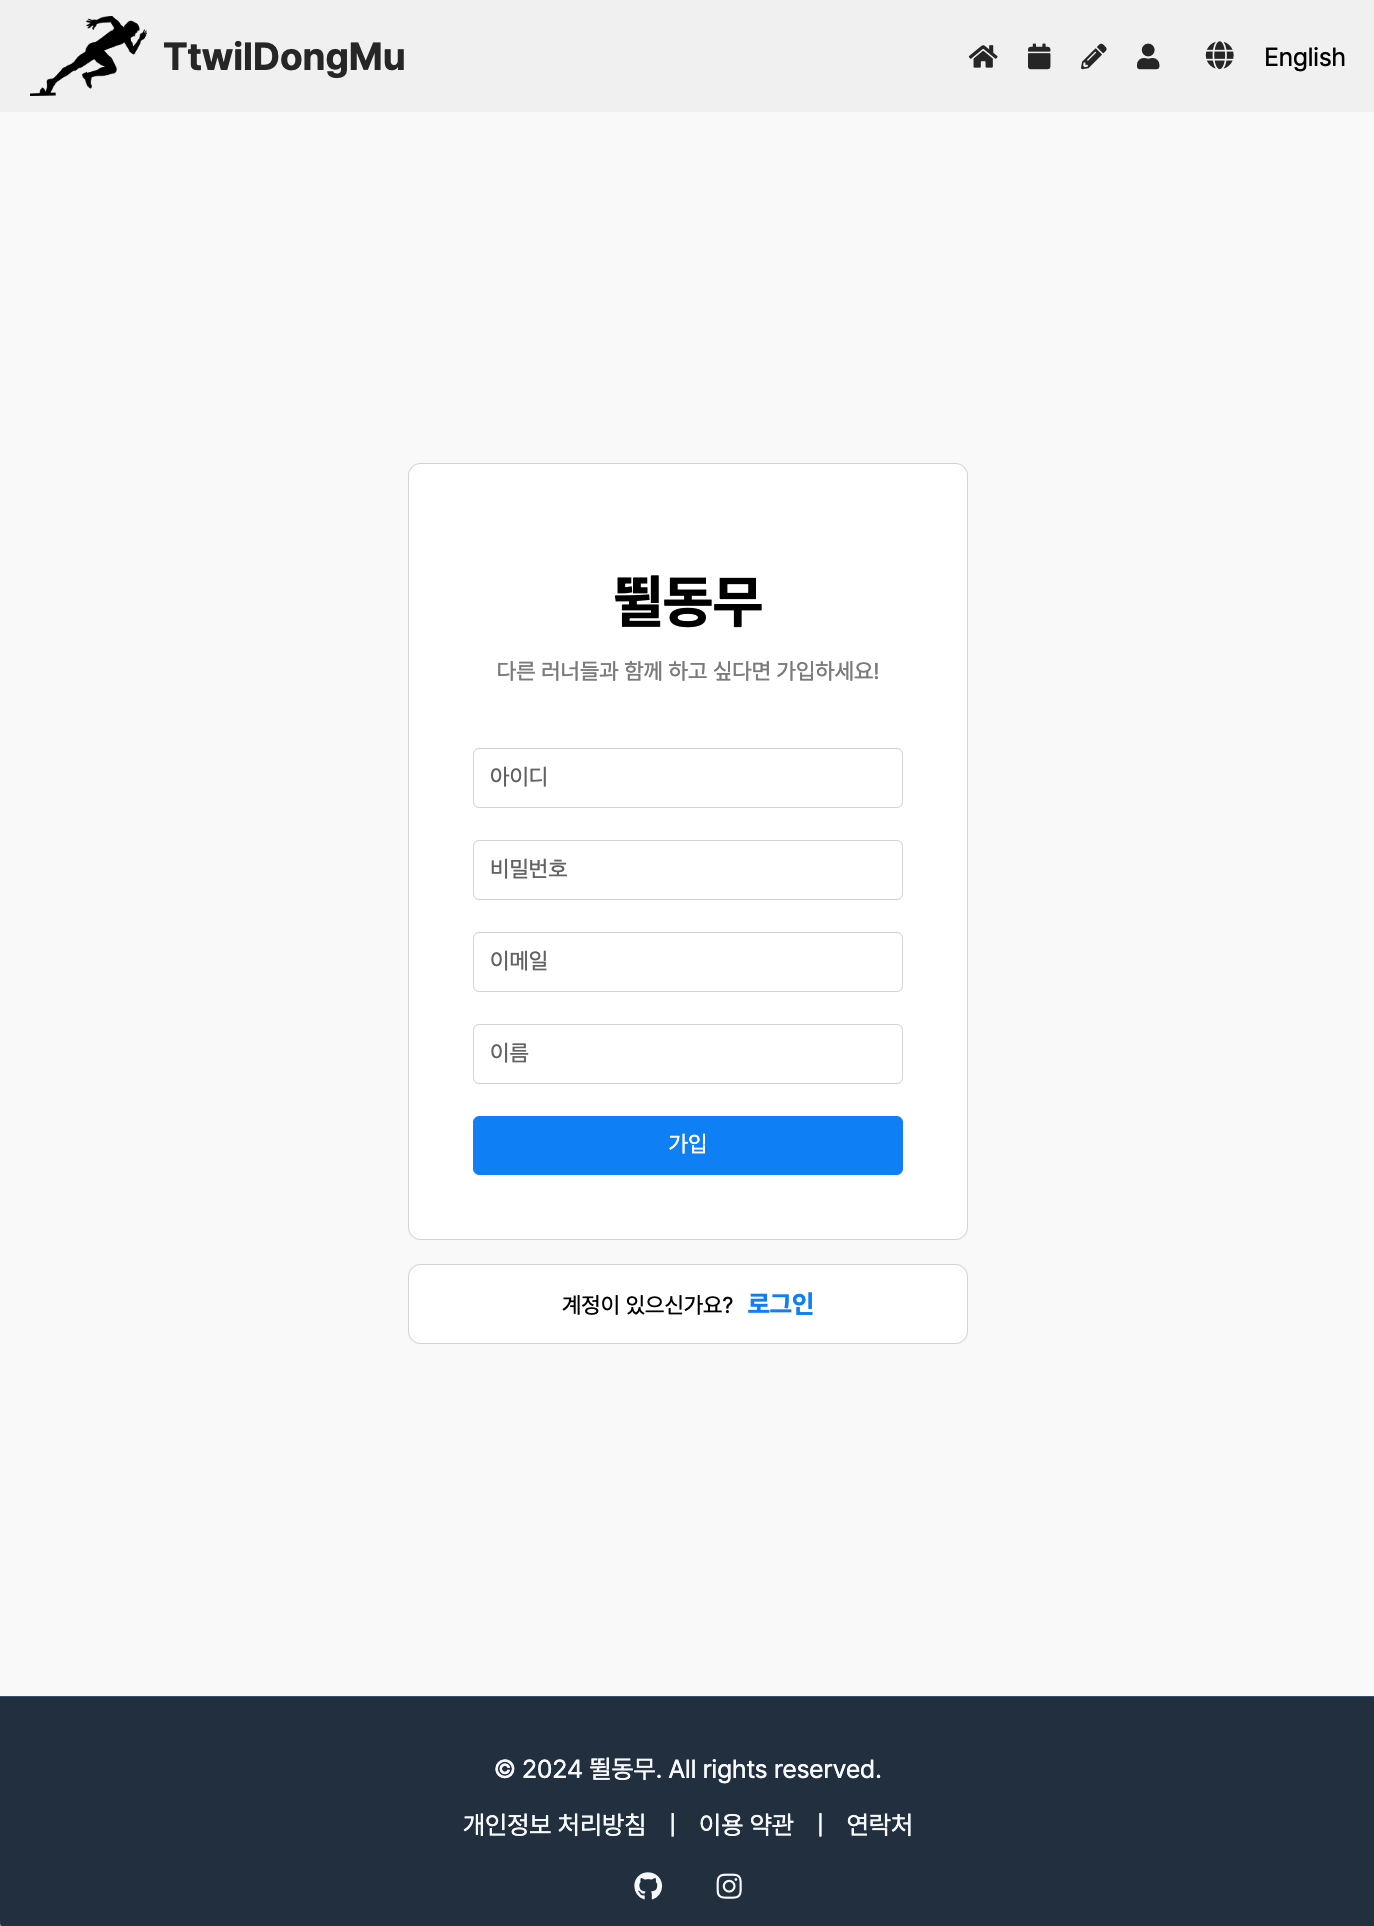 TtwilDongMu
English
뛸동무
다른 러너들과 함께 하고 싶다면 가입하세요!
아이디
비밀번호
이메일
이름
가입
계정이 있으신가요? 로그인
© 2024 뛸동무. All rights reserved.
개인정보 처리방침 | 이용 약관 | 연락처